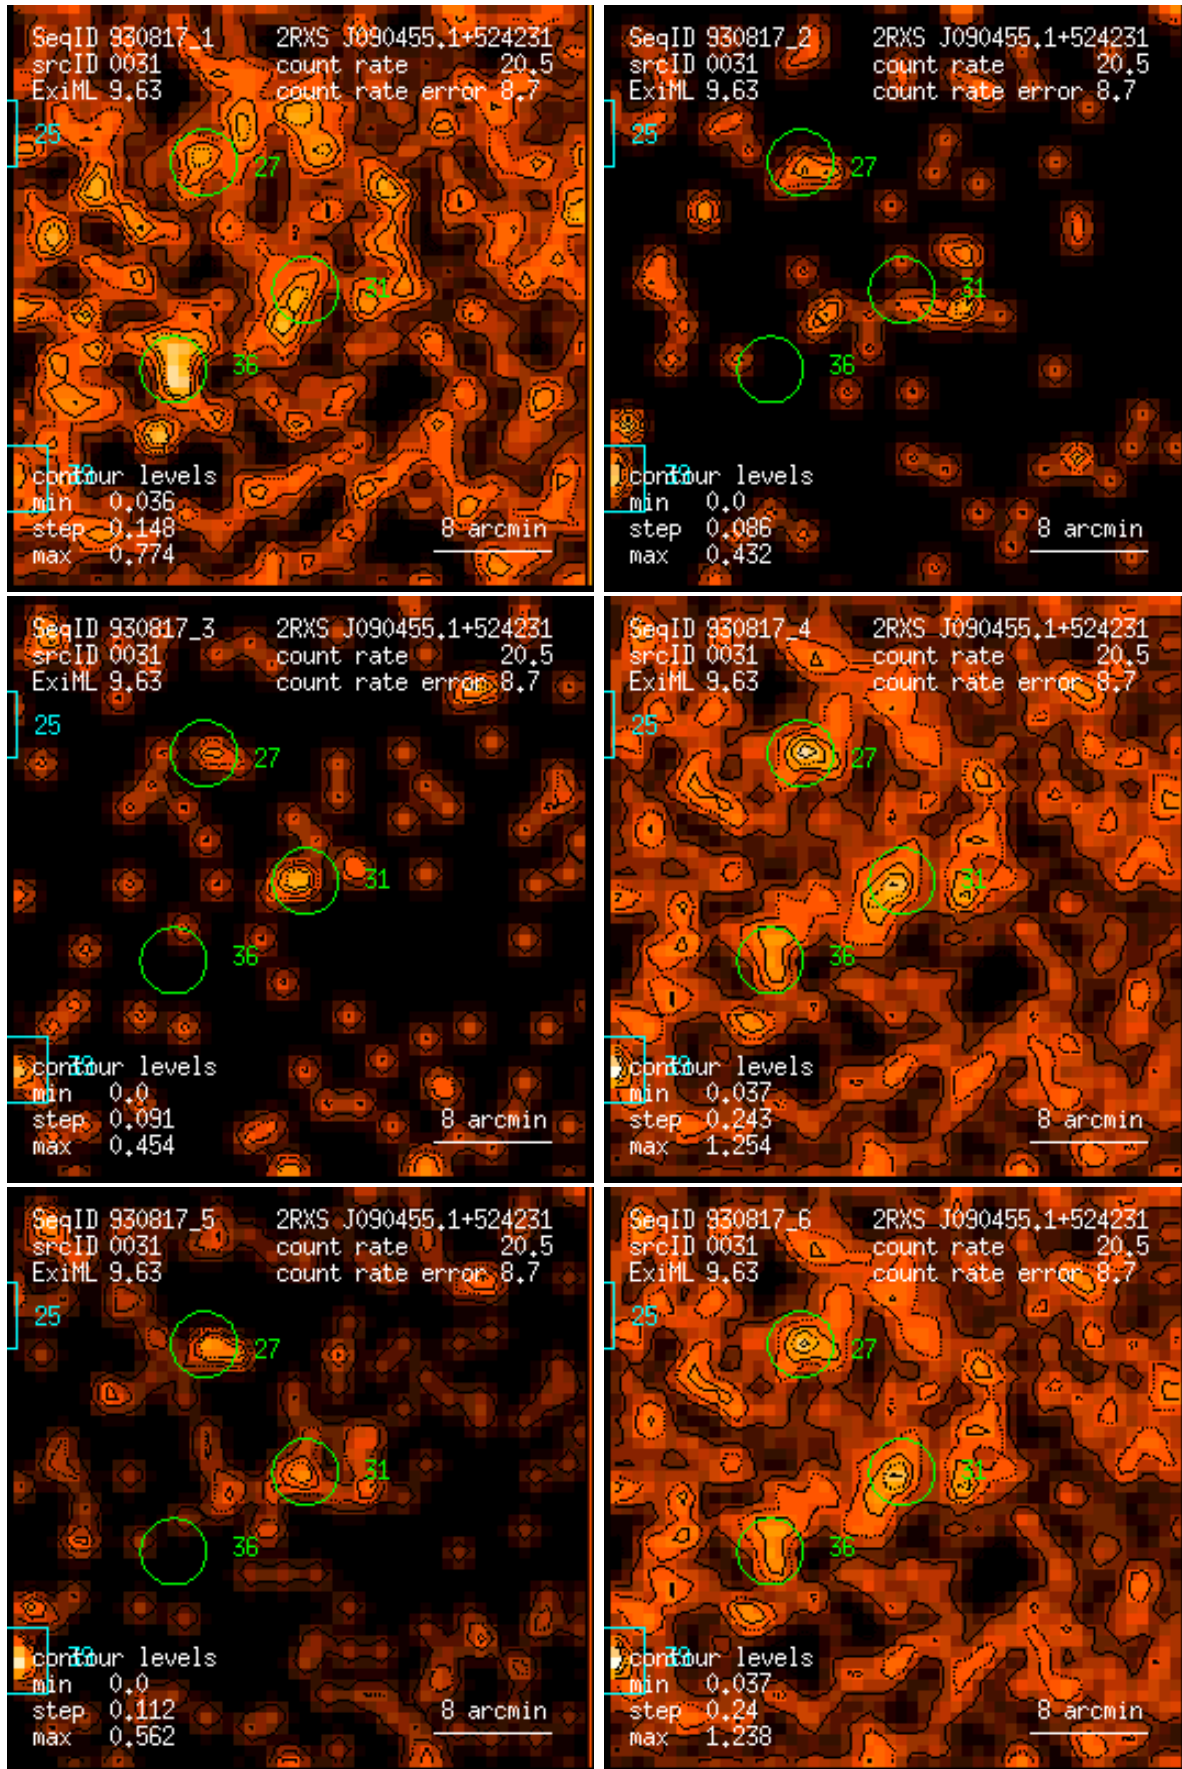 SeqID 930817_1 2RXS J090455.1+524231
srcID 0031 count rate 20.5
ExiML 9.63 count rate error 8.7
25
27
31
36
39
contour levels
min 0.036
step 0.148 8 arcmin
max 0.774
SeqID 930817_2 2RXS J090455.1+524231
srcID 0031 count rate 20.5
ExiML 9.63 count rate error 8.7
25
27
31
36
39
contour levels
min 0.0
step 0.086 8 arcmin
max 0.432
SeqID 930817_3 2RXS J090455.1+524231
srcID 0031 count rate 20.5
ExiML 9.63 count rate error 8.7
25
27
31
36
39
contour levels
min 0.0
step 0.091 8 arcmin
max 0.454
SeqID 930817_4 2RXS J090455.1+524231
srcID 0031 count rate 20.5
ExiML 9.63 count rate error 8.7
25
27
31
36
39
contour levels
min 0.037
step 0.243 8 arcmin
max 1.254
SeqID 930817_5 2RXS J090455.1+524231
srcID 0031 count rate 20.5
ExiML 9.63 count rate error 8.7
25
27
31
36
39
contour levels
min 0.0
step 0.112 8 arcmin
max 0.562
SeqID 930817_6 2RXS J090455.1+524231
srcID 0031 count rate 20.5
ExiML 9.63 count rate error 8.7
25
27
31
36
39
contour levels
min 0.037
step 0.24 8 arcmin
max 1.238